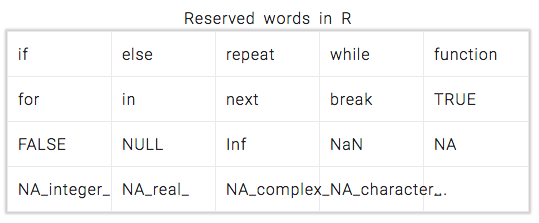 Reserved words in R
if else repeat while function
for in next break TRUE
FALSE NULL Inf NaN NA
NA_integer_ NA_real_ NA_complex_ NA_character_ ...